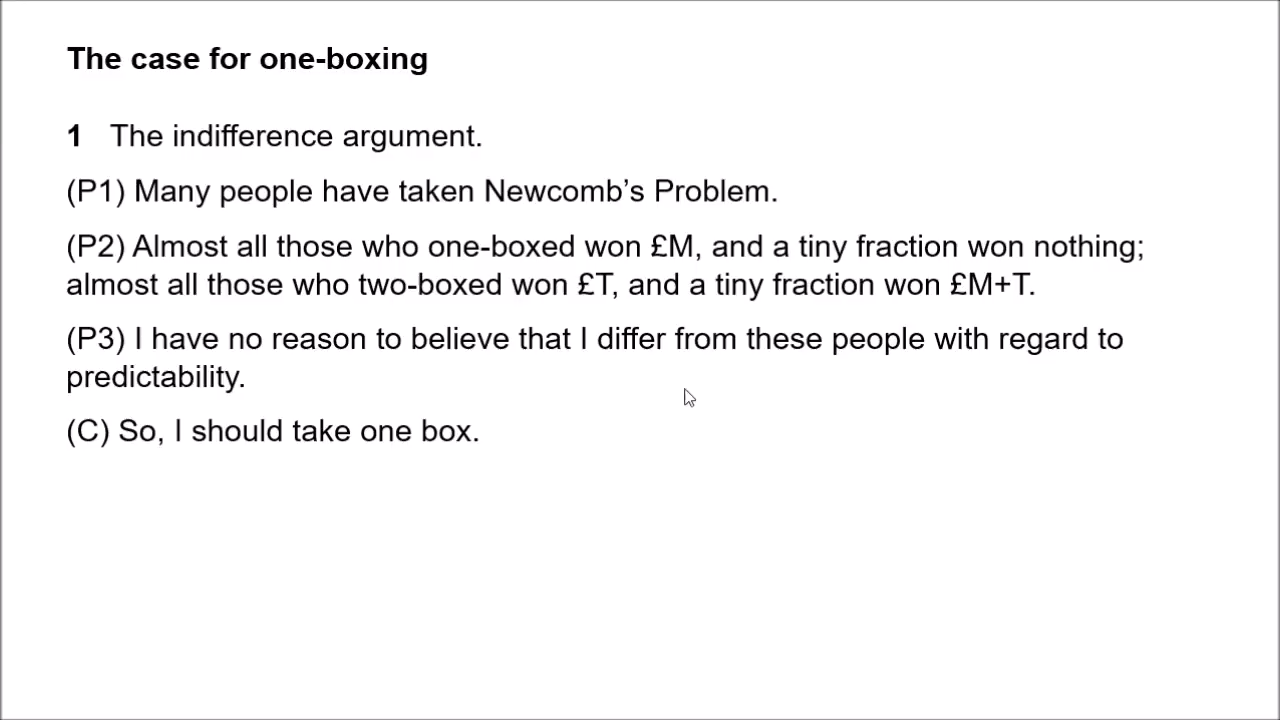 The case for one-boxing
1 The indifference argument.
(P1) Many people have taken Newcomb’s Problem.
(P2) Almost all those who one-boxed won £M, and a tiny fraction won nothing;
almost all those who two-boxed won £T, and a tiny fraction won £M+T.
(P3) I have no reason to believe that I differ from these people with regard to
predictability.
(C) So, I should take one box.